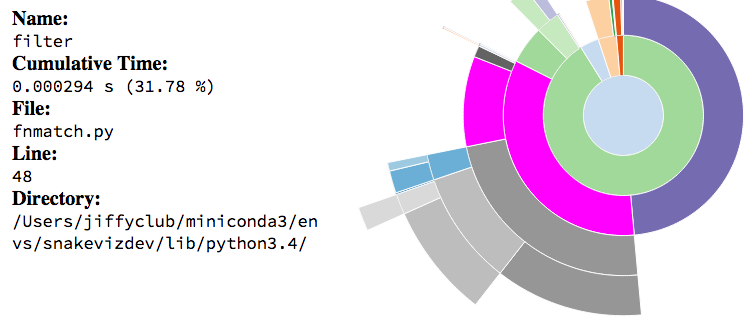 Name:
filter
Cumulative Time:
0.000294 s (31.78 %)
File:
fnmatch.py
Line:
48
Directory:
/Users/jiffyclub/miniconda3/en
vs/snakevizdev/lib/python3.4/